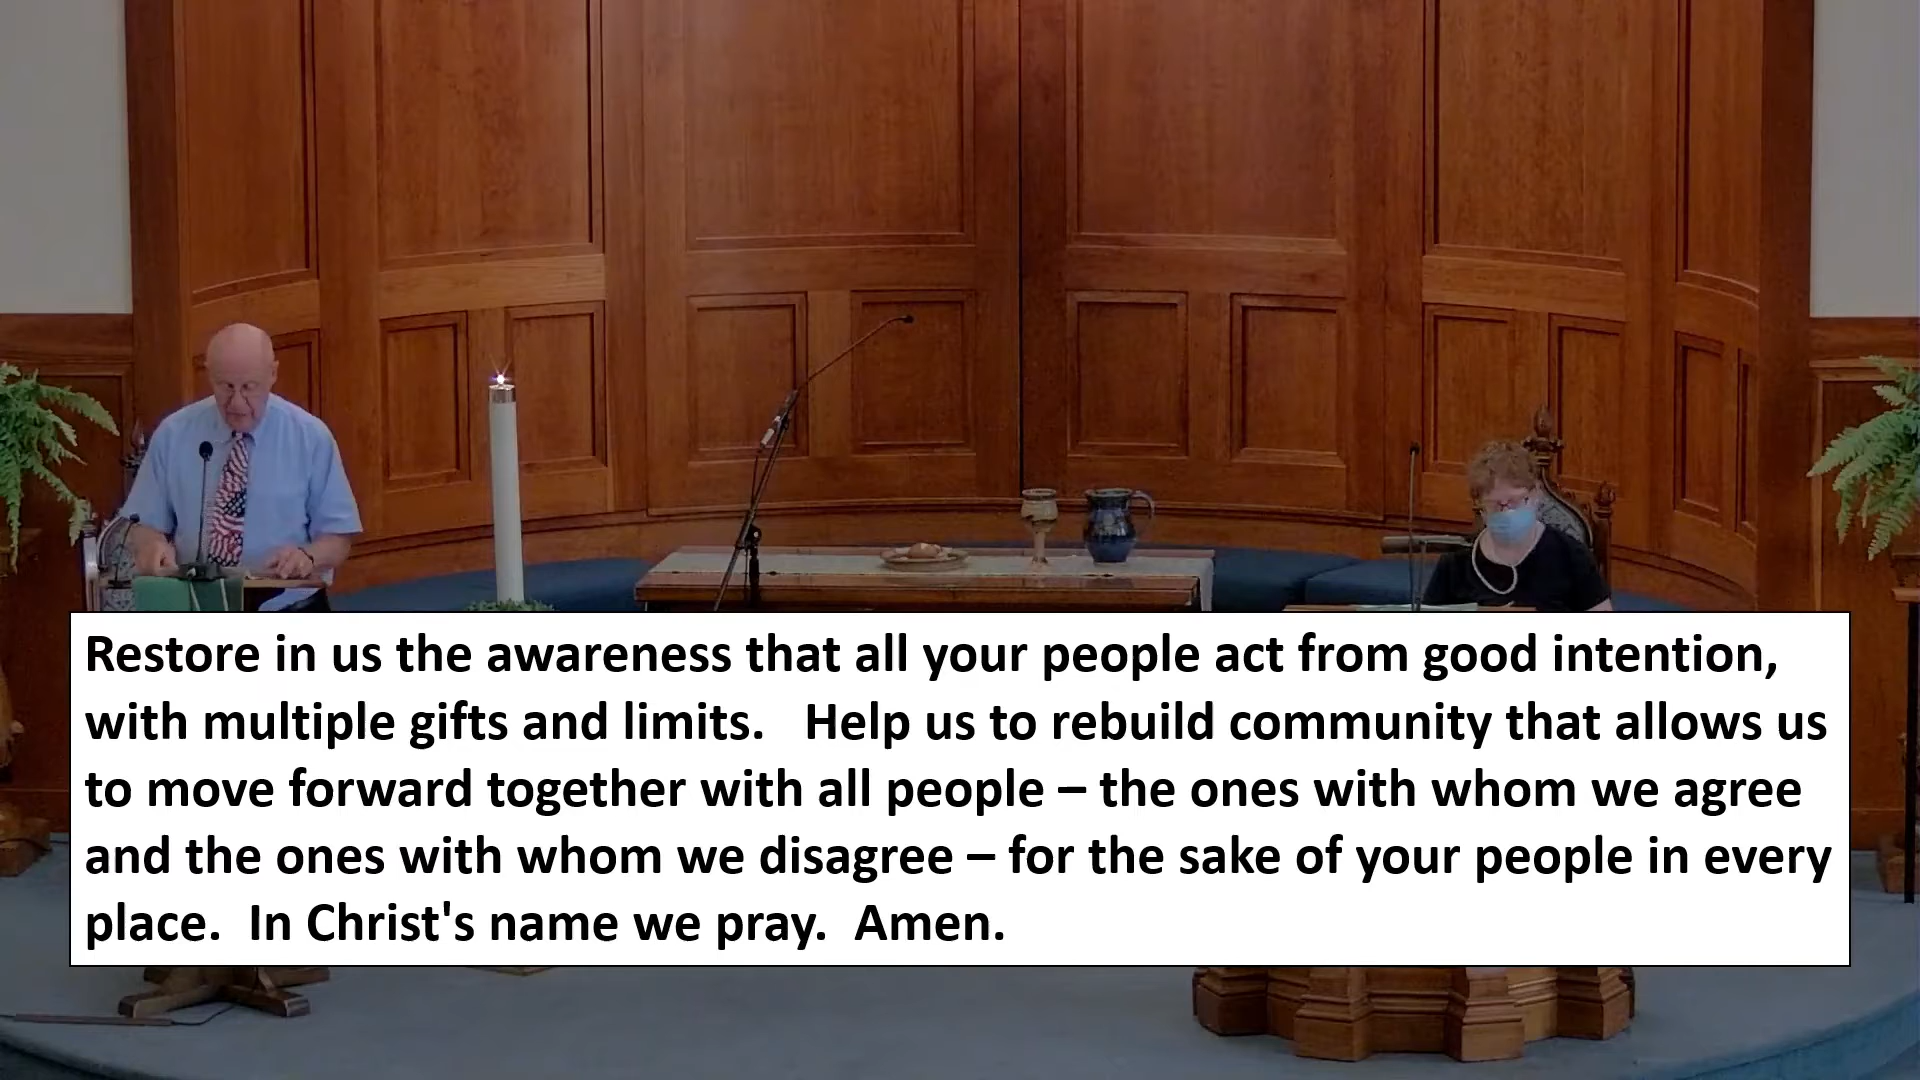 Restore in us the awareness that all your people act from good intention,
with multiple gifts and limits.   Help us to rebuild community that allows us
to move forward together with all people – the ones with whom we agree
and the ones with whom we disagree – for the sake of your people in every
place.  In Christ's name we pray.  Amen.